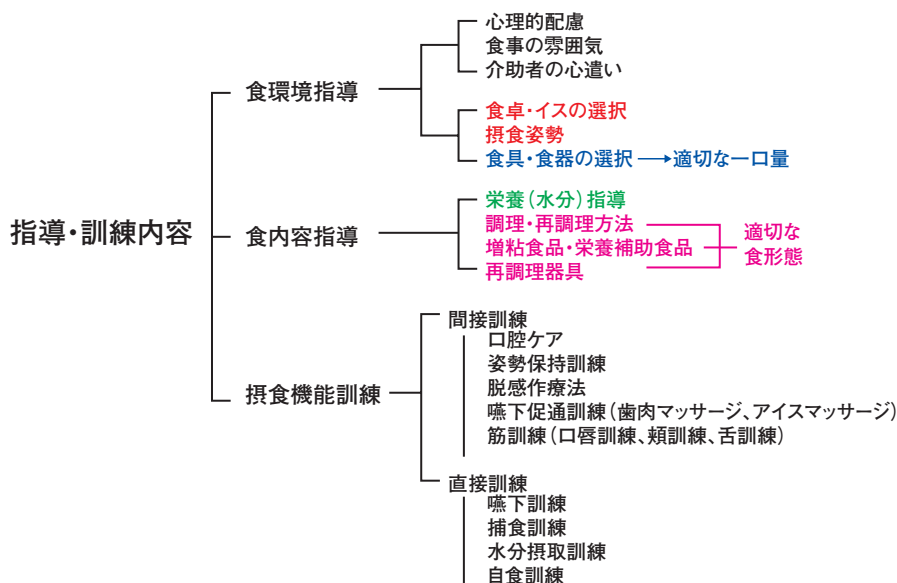 指導・訓練内容
食環境指導
心理的配慮
食事の雰囲気
介助者の心遣い
食卓・イスの選択
摂食姿勢
食具・食器の選択 → 適切な一口量
食内容指導
栄養(水分)指導
調理・再調理方法
増粘食品・栄養補助食品
再調理器具
適切な
食形態
摂食機能訓練
間接訓練
口腔ケア
姿勢保持訓練
脱感作療法
嚥下促通訓練(歯肉マッサージ、アイスマッサージ)
筋訓練(口唇訓練、頬訓練、舌訓練)
直接訓練
嚥下訓練
捕食訓練
水分摂取訓練
自食訓練